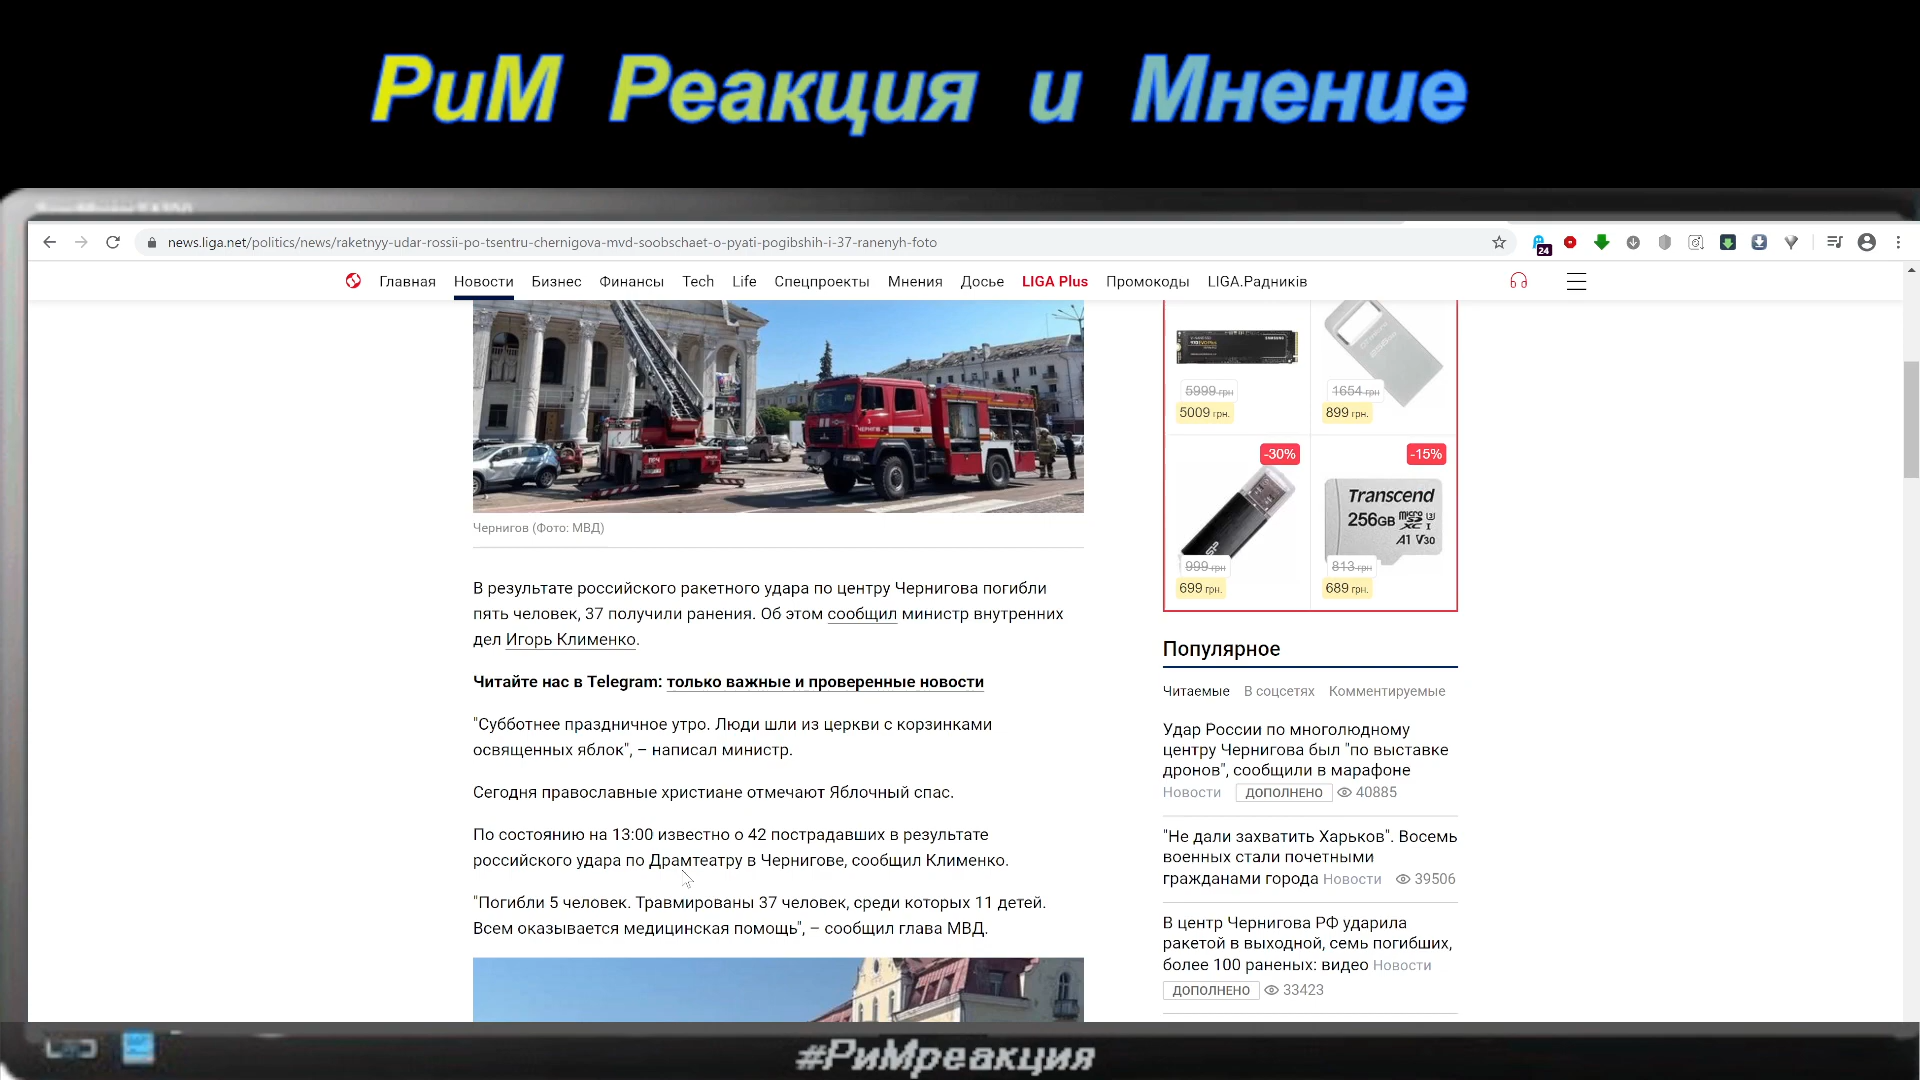 РиМ Реакция и Мнение
news.liga.net/politics/news/raketnyy-udar-rossii-po-tsentru-chernigova-mvd-soobschaet-o-pyati-pogibshih-i-37-ranenyh-foto
24
Главная Новости Бизнес Финансы Tech Life Спецпроекты Мнения Досье LIGA Plus Промокоды LIGA.Радників
Чернигов (Фото: МВД)
В результате российского ракетного удара по центру Чернигова погибли
пять человек, 37 получили ранения. Об этом сообщил министр внутренних
дел Игорь Клименко.
Читайте нас в Telegram: только важные и проверенные новости
"Субботнее праздничное утро. Люди шли из церкви с корзинками
освященных яблок", – написал министр.
Сегодня православные христиане отмечают Яблочный спас.
По состоянию на 13:00 известно о 42 пострадавших в результате
российского удара по Драмтеатру в Чернигове, сообщил Клименко.
"Погибли 5 человек. Травмированы 37 человек, среди которых 11 детей.
Всем оказывается медицинская помощь", – сообщил глава МВД.
SAMSUNG
5999 грн
5009 грн.
1654 грн
899 грн.
-30%
-15%
SP
Transcend
256GB micro SD XC I U3
A1 V30
999 грн
699 грн.
813 грн
689 грн.
Популярное
Читаемые В соцсетях Комментируемые
Удар России по многолюдному
центру Чернигова был "по выставке
дронов", сообщили в марафоне
Новости ДОПОЛНЕНО 40885
"Не дали захватить Харьков". Восемь
военных стали почетными
гражданами города Новости 39506
В центр Чернигова РФ ударила
ракетой в выходной, семь погибших,
более 100 раненых: видео Новости
ДОПОЛНЕНО 33423
#РиМреакция